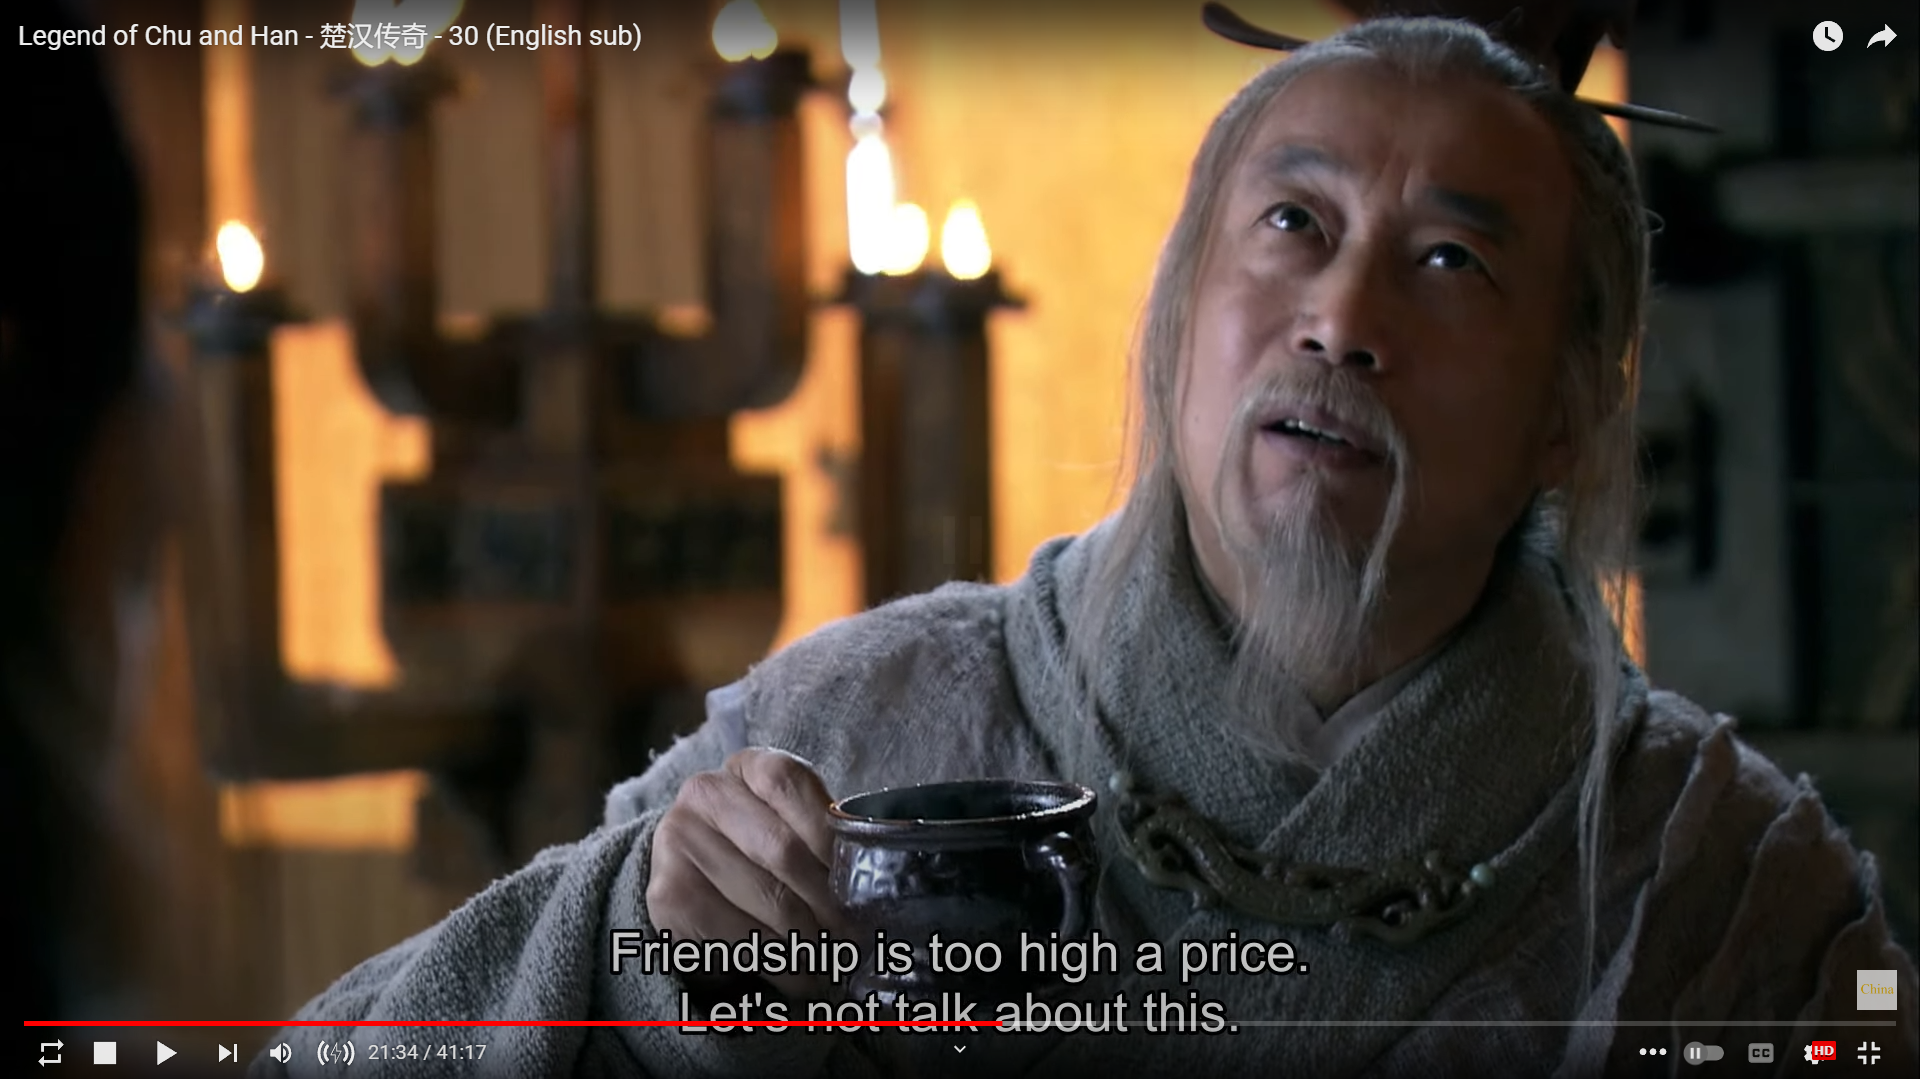 Legend of Chu and Han - 楚汉传奇 - 30 (English sub)
Friendship is too high a price.
Let's not talk about this.
China
21:34 / 41:17
CC
HD